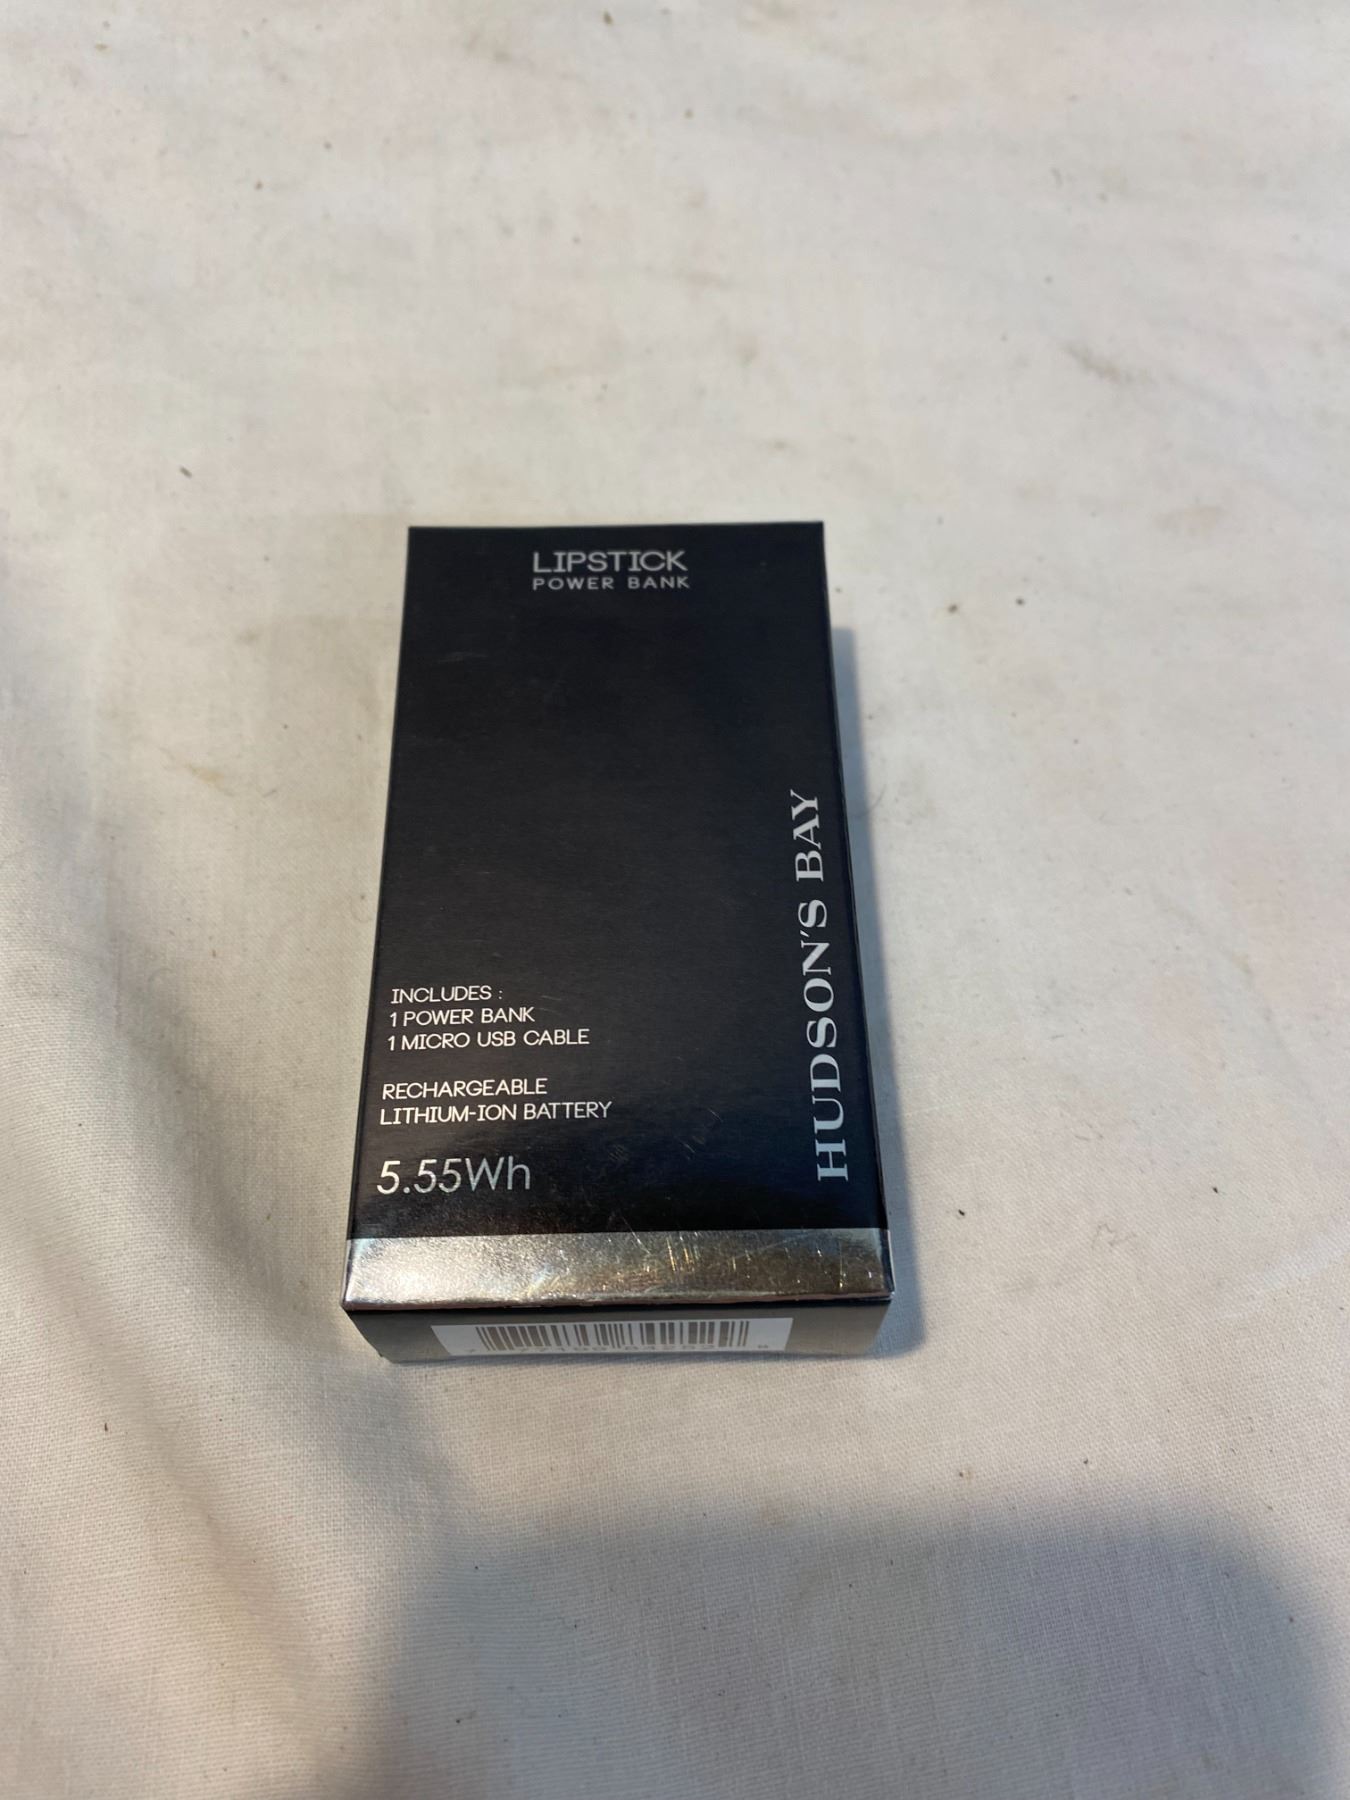 LIPSTICK
POWER BANK
HUDSON'S BAY
INCLUDES :
1 POWER BANK
1 MICRO USB CABLE
RECHARGEABLE
LITHIUM-ION BATTERY
5.55Wh